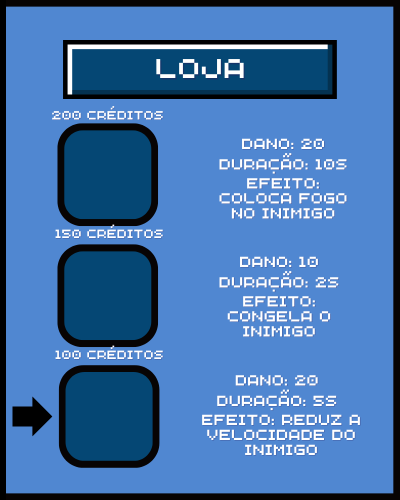 LOJA
200 CRÉDITOS
DANO: 20
DURAÇÃO: 10S
EFEITO:
COLOCA FOGO
NO INIMIGO
150 CRÉDITOS
DANO: 10
DURAÇÃO: 2S
EFEITO:
CONGELA O
INIMIGO
100 CRÉDITOS
DANO: 20
DURAÇÃO: 5S
EFEITO: REDUZ A
VELOCIDADE DO
INIMIGO